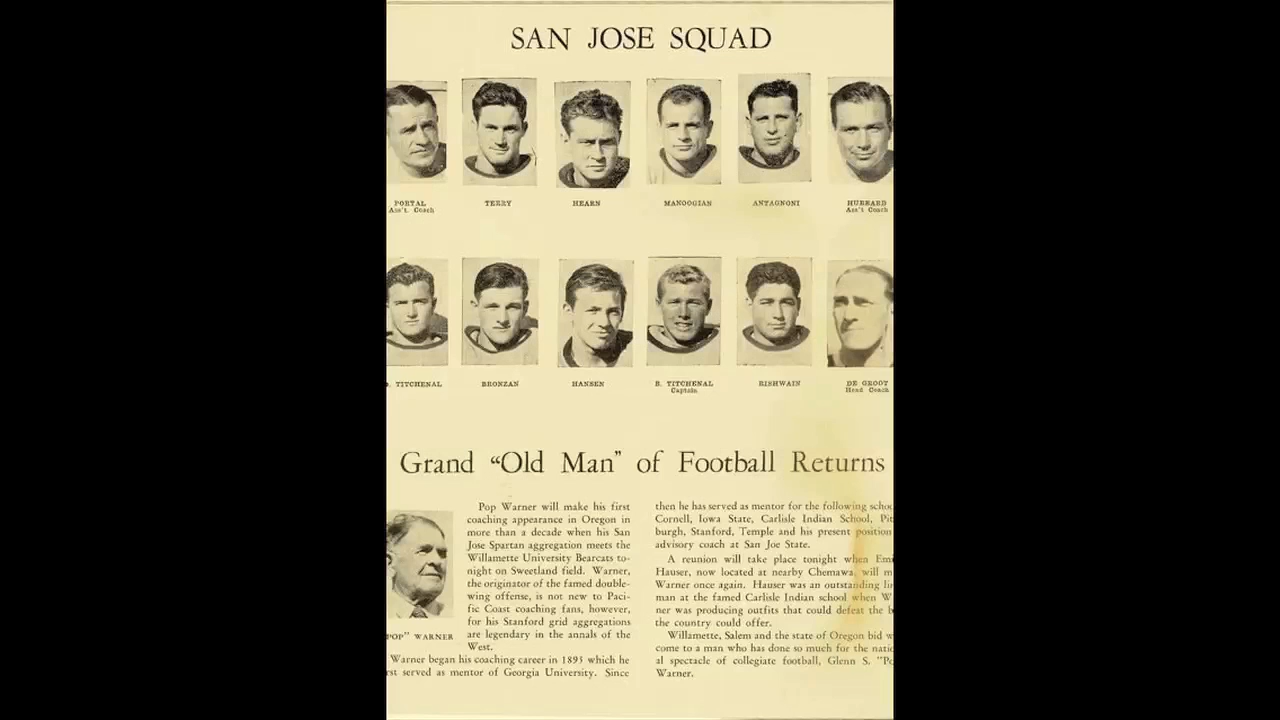 SAN JOSE SQUAD
PORTAL TERRY HEARN MANOOGIAN ANTAGNONI HUBBARD
Ass't. Coach Ass't Coach
TITCHENAL BRONZAN HANSEN B. TITCHENAL RISHWAIN DE GROOT
Captain Head Coach
Grand “Old Man” of Football Returns
Pop Warner will make his first
coaching appearance in Oregon in
more than a decade when his San
Jose Spartan aggregation meets the
Willamette University Bearcats to-
night on Sweetland field. Warner,
the originator of the famed double-
wing offense, is not new to Paci-
fic Coast coaching fans, however,
for his Stanford grid aggregations
are legendary in the annals of the
West.
POP” WARNER
Warner began his coaching career in 1895 which he
served as mentor of Georgia University. Since
then he has served as mentor for the following
Cornell, Iowa State, Carlisle Indian School, Pit
burgh, Stanford, Temple and his present position
advisory coach at San Joe State.
A reunion will take place tonight when Emi
Hauser, now located at nearby Chemawa, will m
Warner once again. Hauser was an outstanding li
man at the famed Carlisle Indian school when W
ner was producing outfits that could defeat the b
the country could offer.
Willamette, Salem and the state of Oregon bid w
come to a man who has done so much for the natio
al spectacle of collegiate football, Glenn S. "Po
Warner.